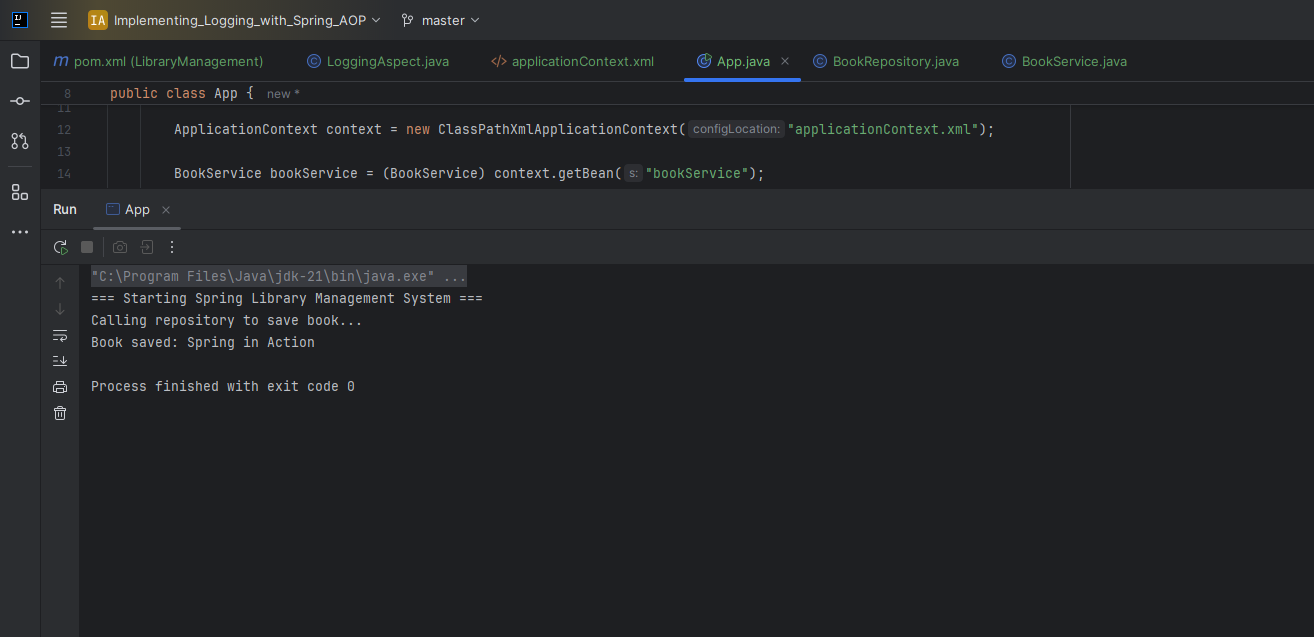 IA Implementing_Logging_with_Spring_AOP master
m pom.xml (LibraryManagement) LoggingAspect.java applicationContext.xml App.java BookRepository.java BookService.java
8 public class App { new *
11
12 ApplicationContext context = new ClassPathXmlApplicationContext( configLocation: "applicationContext.xml");
13
14 BookService bookService = (BookService) context.getBean( s: "bookService");
Run App
"C:\Program Files\Java\jdk-21\bin\java.exe" ...
=== Starting Spring Library Management System ===
Calling repository to save book...
Book saved: Spring in Action
Process finished with exit code 0